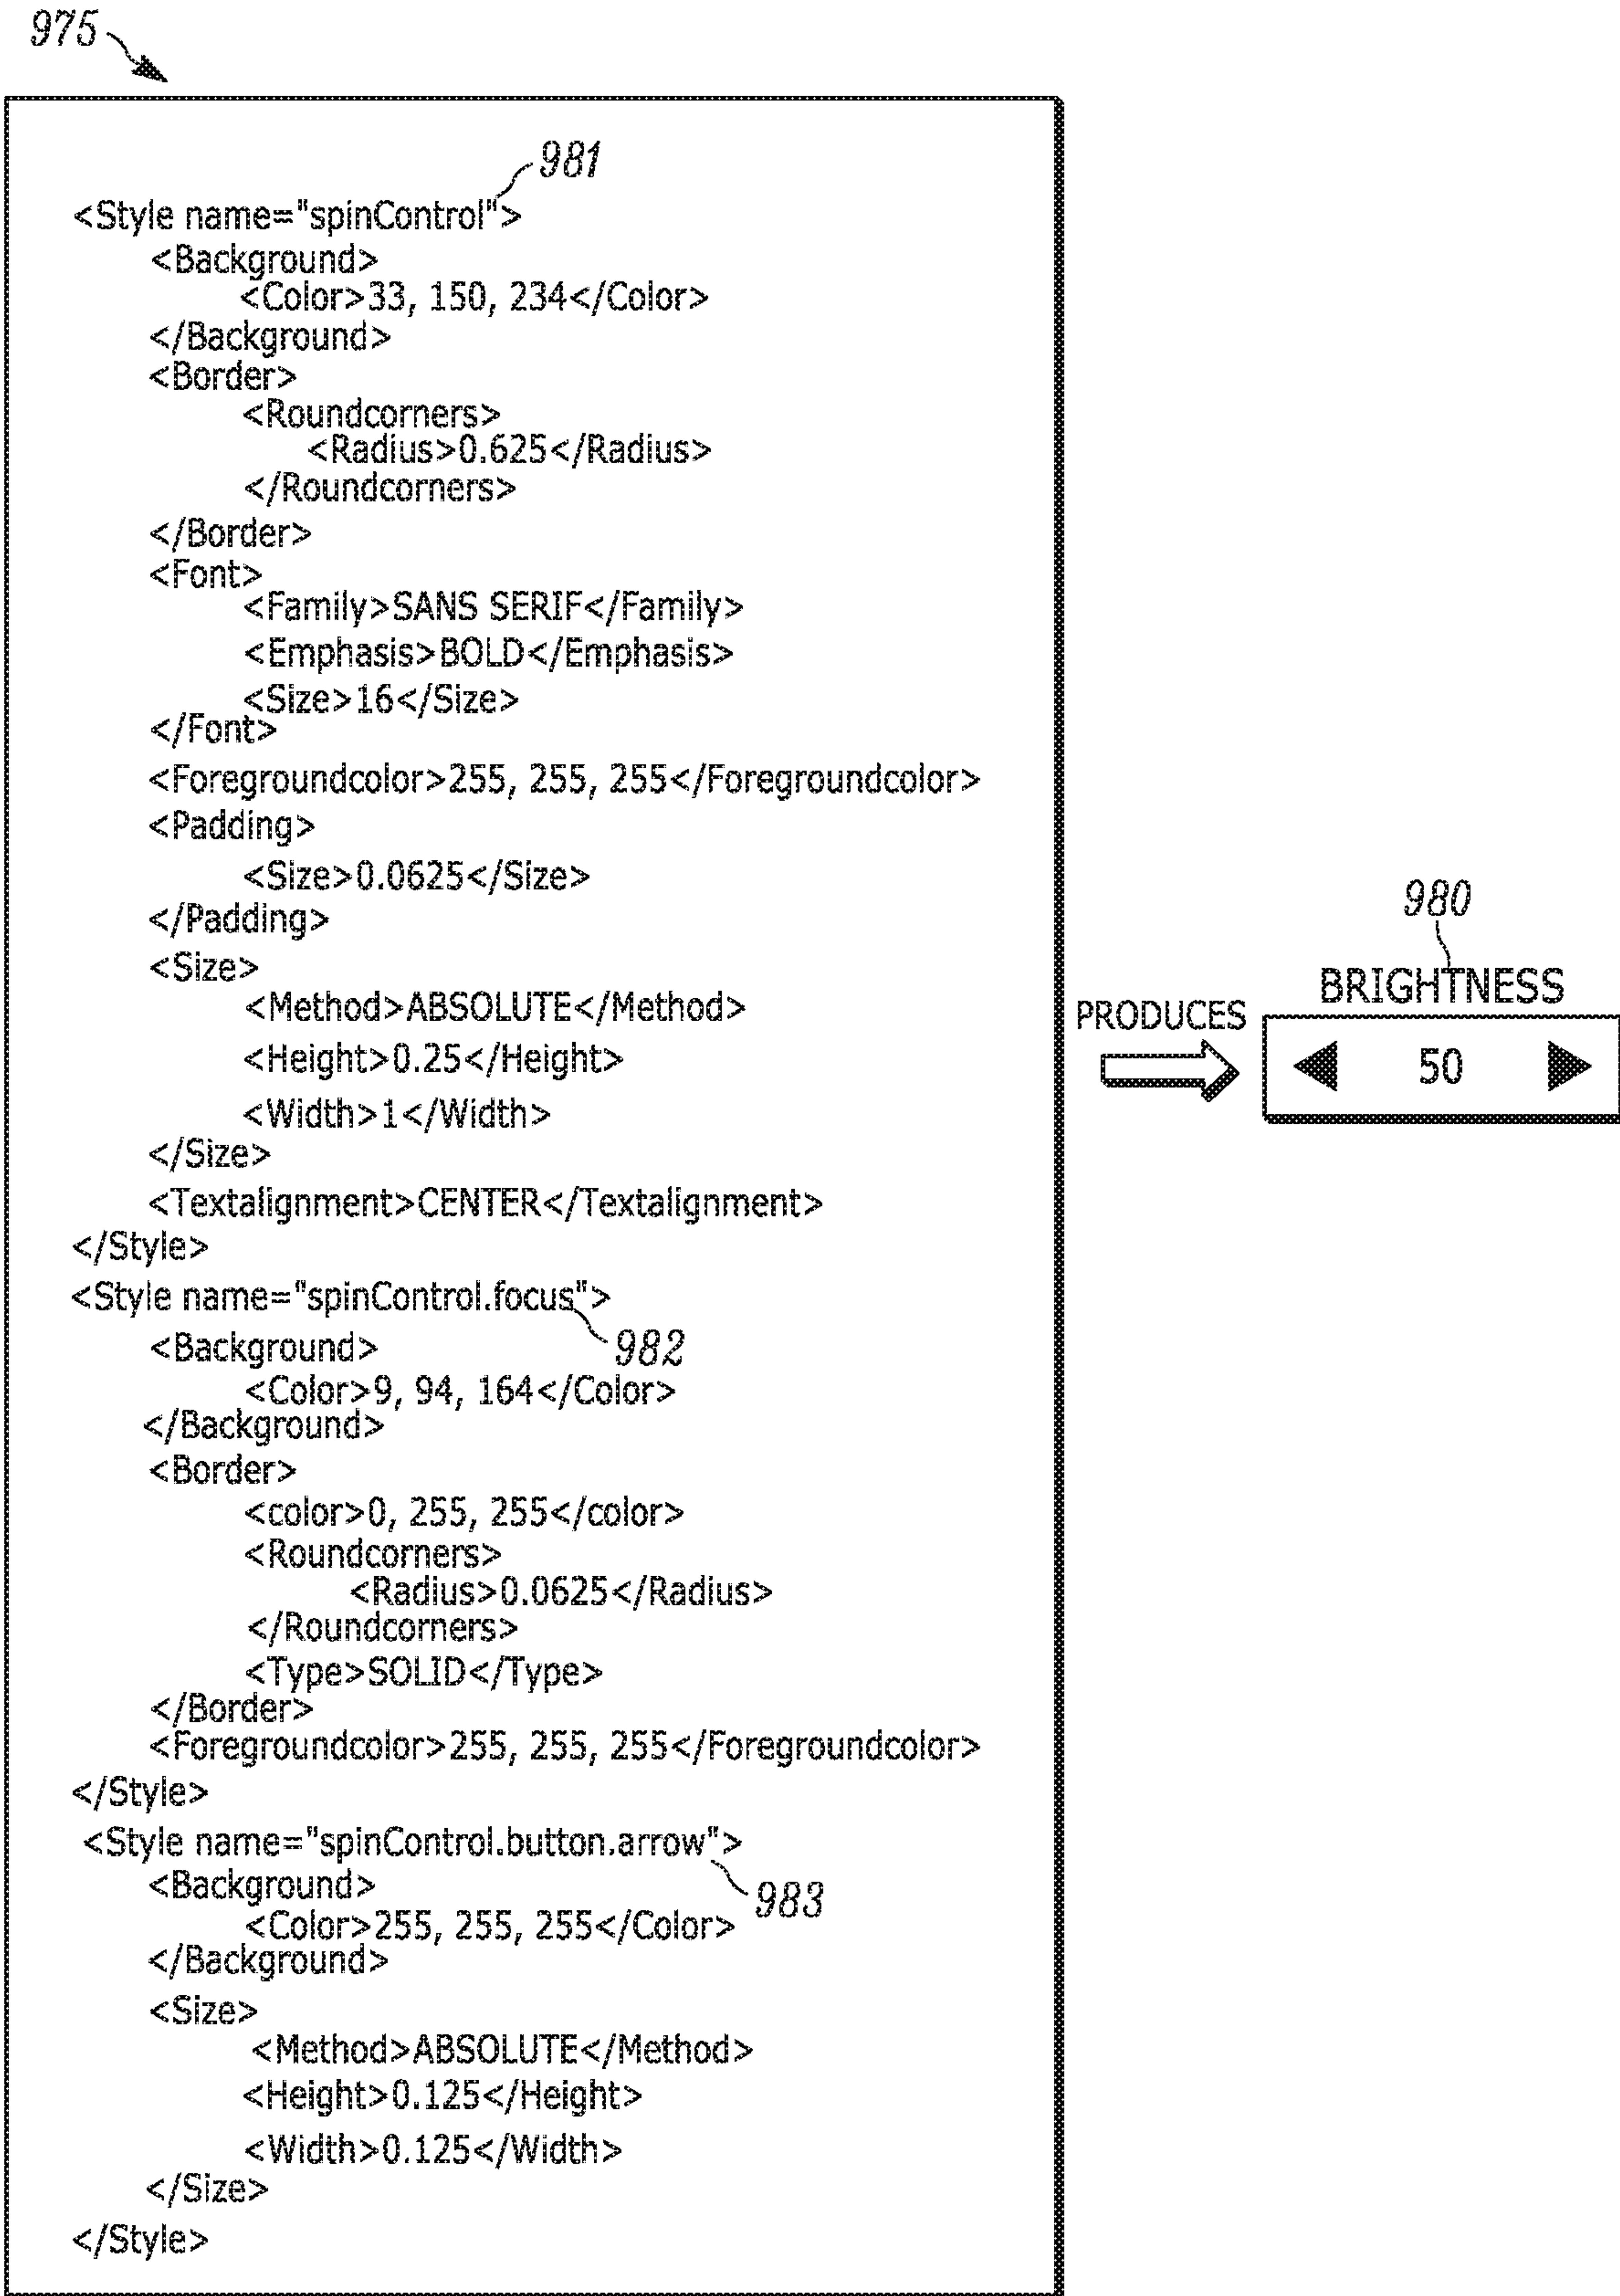 975
981
<Style name="spinControl">
<Background>
<Color>33, 150, 234</Color>
</Background>
<Border>
<Roundcorners>
<Radius>0.625</Radius>
</Roundcorners>
</Border>
<Font>
<Family>SANS SERIF</Family>
<Emphasis>BOLD</Emphasis>
<Size>16</Size>
</Font>
<Foregroundcolor>255, 255, 255</Foregroundcolor>
<Padding>
<Size>0.0625</Size>
</Padding>
<Size>
<Method>ABSOLUTE</Method>
<Height>0.25</Height>
<Width>1</Width>
</Size>
<Textalignment>CENTER</Textalignment>
</Style>
<Style name="spinControl.focus">
982
<Background>
<Color>9, 94, 164</Color>
</Background>
<Border>
<color>0, 255, 255</color>
<Roundcorners>
<Radius>0.0625</Radius>
</Roundcorners>
<Type>SOLID</Type>
</Border>
<Foregroundcolor>255, 255, 255</Foregroundcolor>
</Style>
<Style name="spinControl.button.arrow">
983
<Background>
<Color>255, 255, 255</Color>
</Background>
<Size>
<Method>ABSOLUTE</Method>
<Height>0.125</Height>
<Width>0.125</Width>
</Size>
</Style>
PRODUCES
980
BRIGHTNESS
50